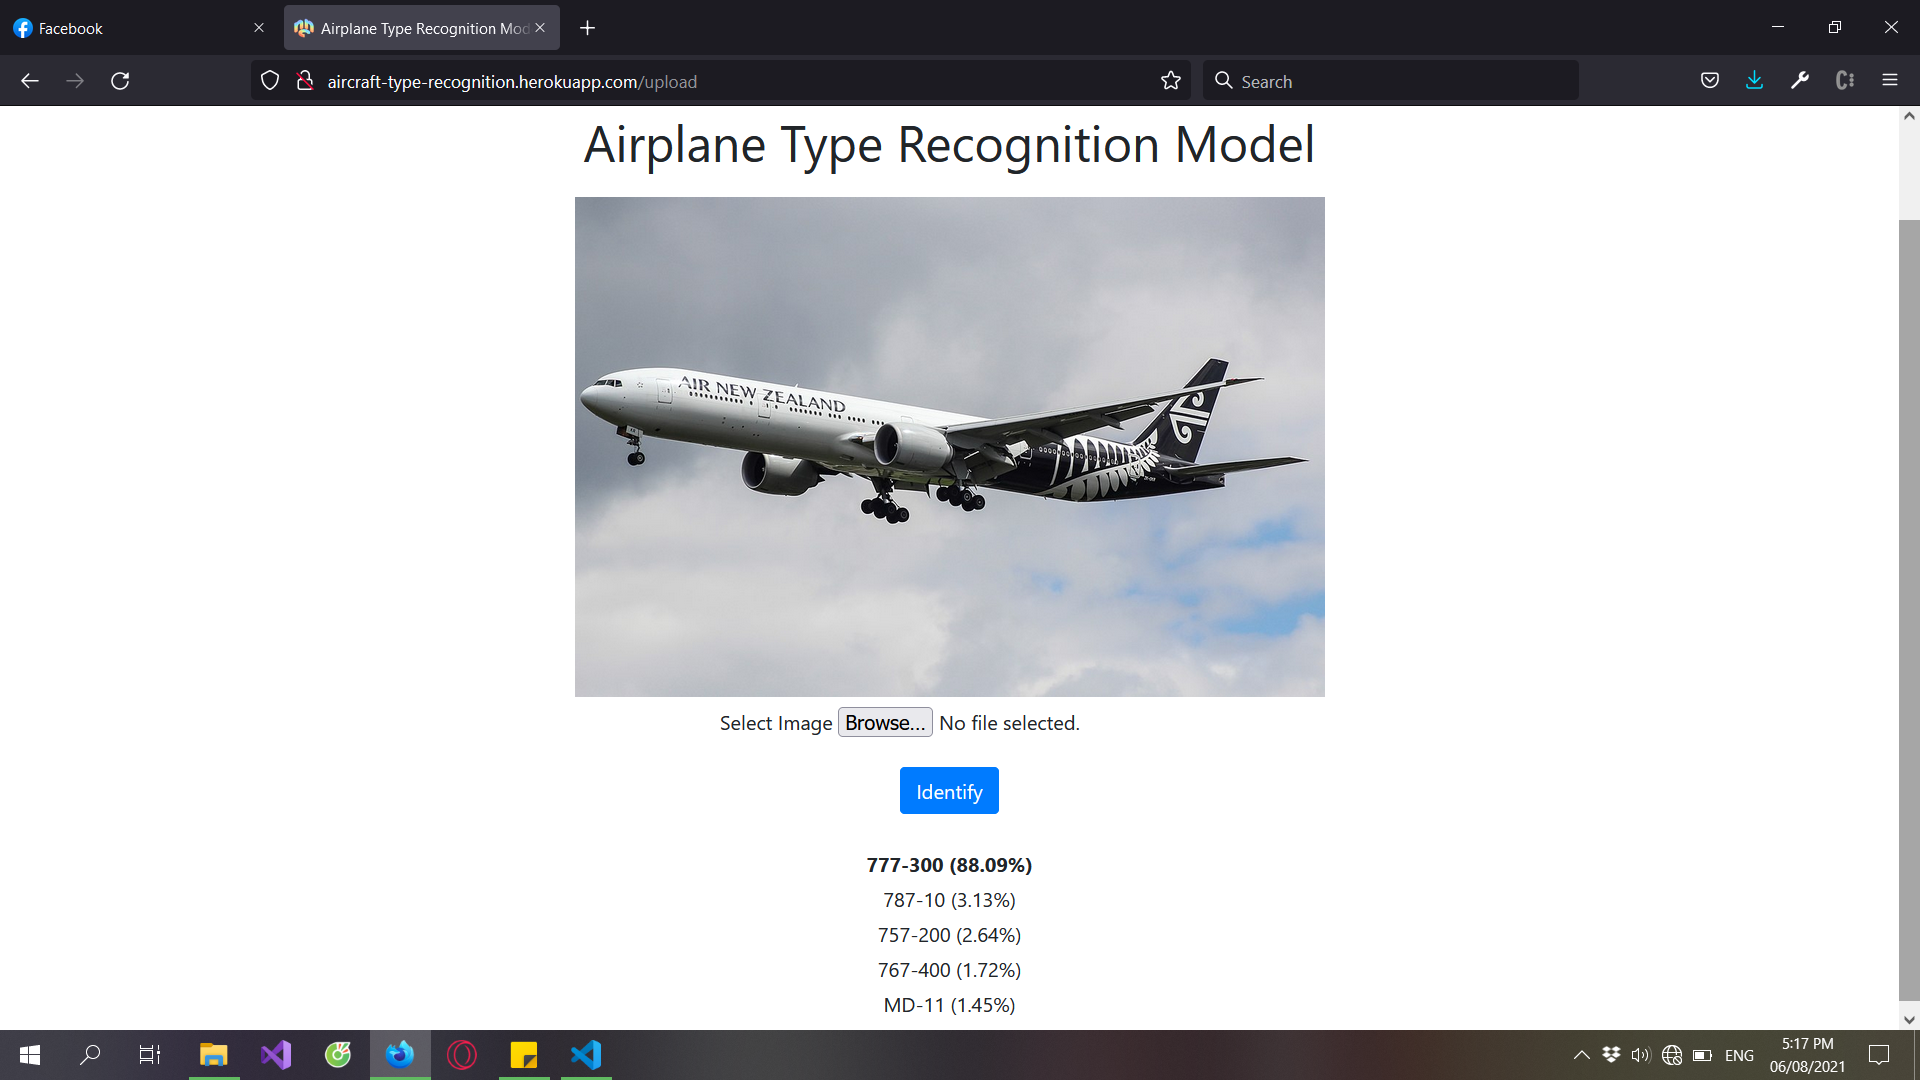 Facebook
Airplane Type Recognition Mod
aircraft-type-recognition.herokuapp.com/upload
Search
Airplane Type Recognition Model
AIR NEW ZEALAND
Select Image Browse... No file selected.
Identify
777-300 (88.09%)
787-10 (3.13%)
757-200 (2.64%)
767-400 (1.72%)
MD-11 (1.45%)
ENG
5:17 PM
06/08/2021